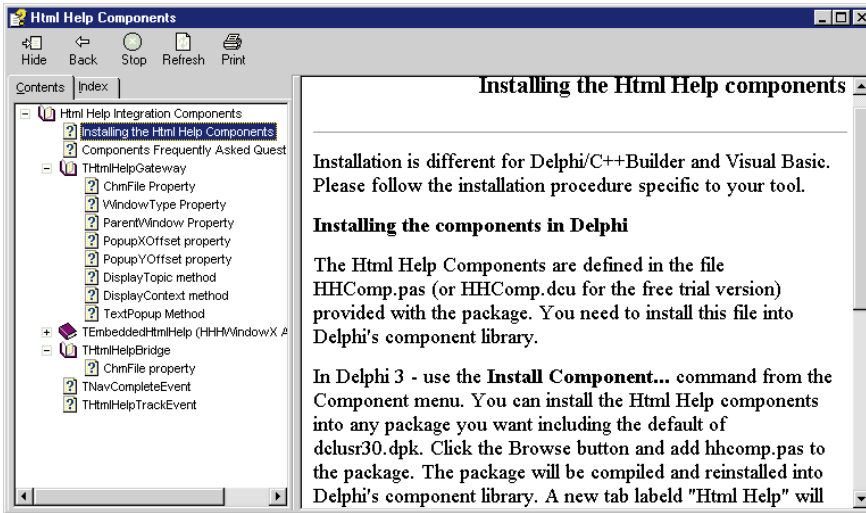 Html Help Components
Hide Back Stop Refresh Print
Contents Index
Html Help Integration Components
Installing the Html Help Components
Components Frequently Asked Quest
THtmlHelpGateway
ChmFile Property
WindowType Property
ParentWindow Property
PopupXOffset property
PopupYOffset property
DisplayTopic method
DisplayContext method
TextPopup Method
TEmbeddedHtmlHelp (HHHWindowX A
THtmlHelpBridge
ChmFile property
TNavCompleteEvent
THtmlHelpTrackEvent
Installing the Html Help components
Installation is different for Delphi/C++Builder and Visual Basic.
Please follow the installation procedure specific to your tool.
Installing the components in Delphi
The Html Help Components are defined in the file
HHComp.pas (or HHComp.dcu for the free trial version)
provided with the package. You need to install this file into
Delphi's component library.
In Delphi 3 - use the Install Component... command from the
Component menu. You can install the Html Help components
into any package you want including the default of
dclusr30.dpk. Click the Browse button and add hhcomp.pas to
the package. The package will be compiled and reinstalled into
Delphi's component library. A new tab labeld "Html Help" will